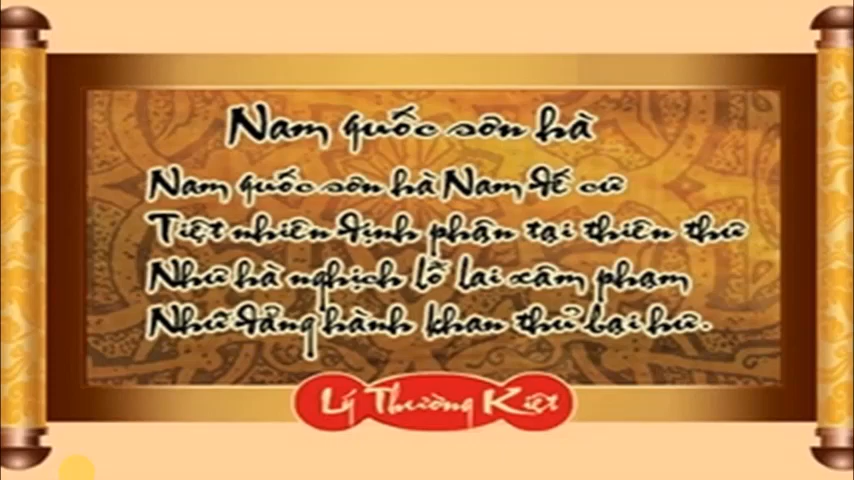 Nam quốc sơn hà
Nam quốc sơn hà Nam đế cư
Tiệt nhiên định phận tại thiên thư
Như hà nghịch lỗ lai xâm phạm
Nhữ đẳng hành khan thủ bại hư.
Lý Thường Kiệt